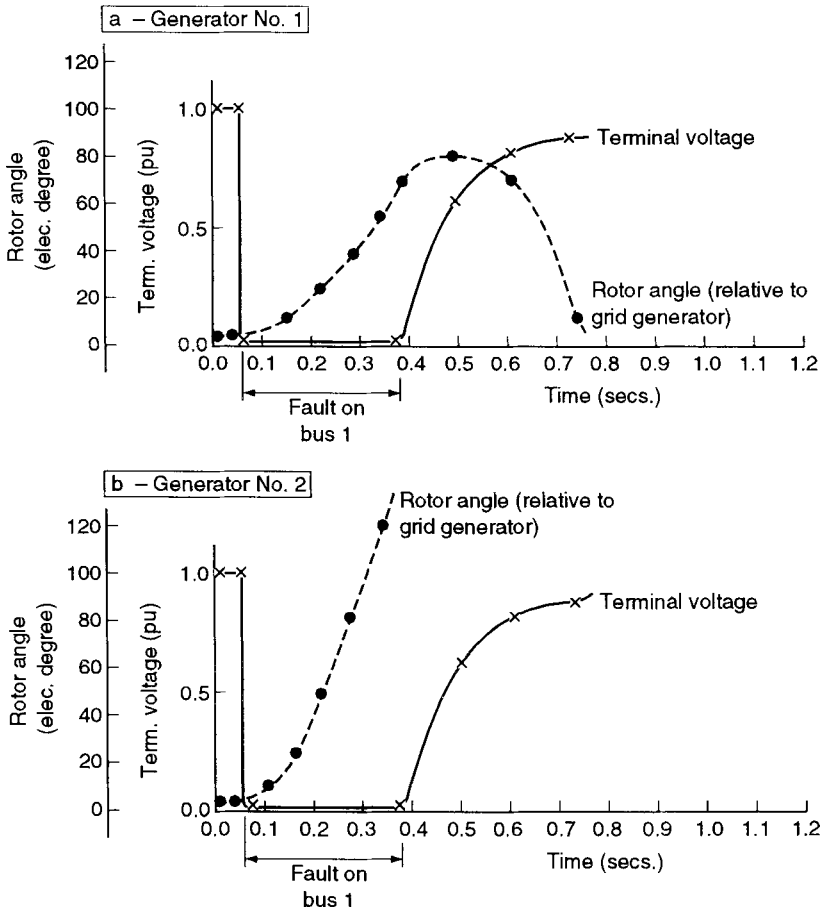 a – Generator No. 1
Rotor angle
(elec. degree)
120
100
80
60
40
20
0
Term. voltage (pu)
1.0
0.5
0.0
Terminal voltage
Rotor angle (relative to
grid generator)
0.0 0.1 0.2 0.3 0.4 0.5 0.6 0.7 0.8 0.9 1.0 1.1 1.2
Time (secs.)
Fault on
bus 1
b – Generator No. 2
Rotor angle
(elec. degree)
120
100
80
60
40
20
0
Term. voltage (pu)
1.0
0.5
0.0
Rotor angle (relative to
grid generator)
Terminal voltage
0.0 0.1 0.2 0.3 0.4 0.5 0.6 0.7 0.8 0.9 1.0 1.1 1.2
Time (secs.)
Fault on
bus 1